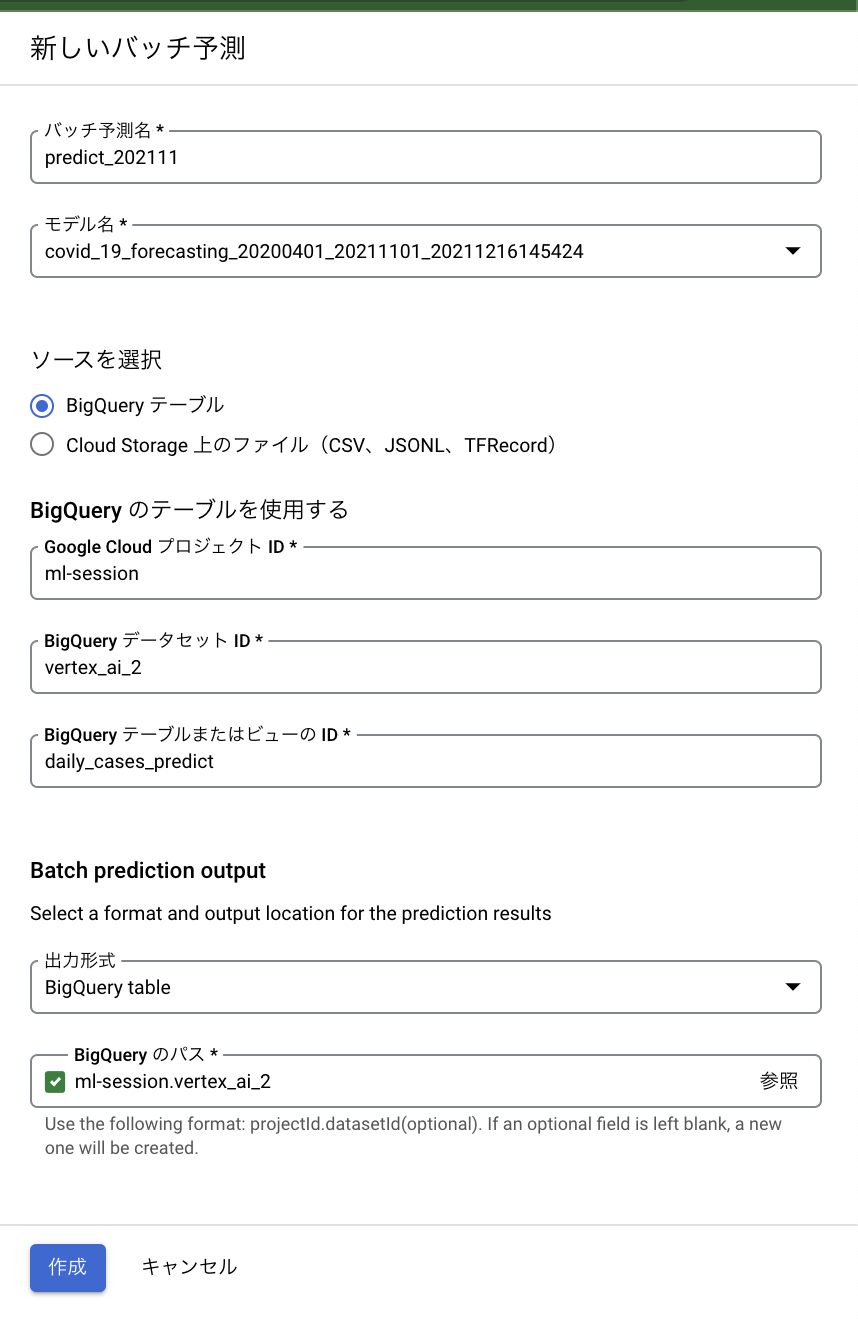 新しいバッチ予測
バッチ予測名 *
predict_202111
モデル名 *
covid_19_forecasting_20200401_20211101_20211216145424
ソースを選択
BigQuery テーブル
Cloud Storage 上のファイル（CSV、JSONL、TFRecord）
BigQuery のテーブルを使用する
Google Cloud プロジェクト ID *
ml-session
BigQuery データセット ID *
vertex_ai_2
BigQuery テーブルまたはビューの ID *
daily_cases_predict
Batch prediction output
Select a format and output location for the prediction results
出力形式
BigQuery table
BigQuery のパス *
ml-session.vertex_ai_2 参照
Use the following format: projectId.datasetId(optional). If an optional field is left blank, a new
one will be created.
作成 キャンセル